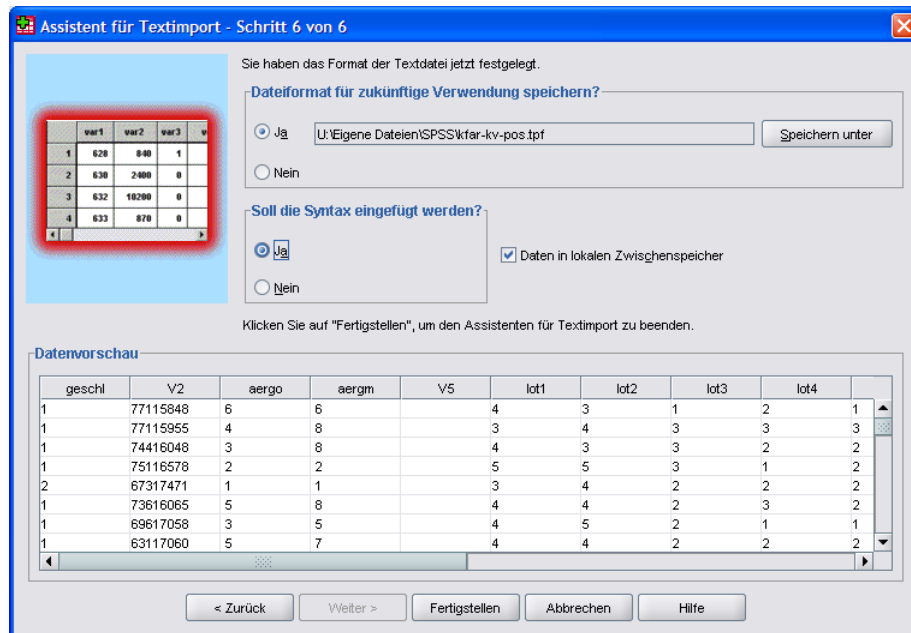 Assistent für Textimport - Schritt 6 von 6
Sie haben das Format der Textdatei jetzt festgelegt.
Dateiformat für zukünftige Verwendung speichern?
Ja U:\Eigene Dateien\SPSS\kfar-kv-pos.tpf Speichern unter
Nein
var1 var2 var3 v
1 628 840 1
2 630 2400 0
3 632 10200 0
4 633 870 0
Soll die Syntax eingefügt werden?
Ja
Daten in lokalen Zwischenspeicher
Nein
Klicken Sie auf "Fertigstellen", um den Assistenten für Textimport zu beenden.
Datenvorschau
geschl V2 aergo aergm V5 lot1 lot2 lot3 lot4
1 77115848 6 6 4 3 1 2 1
1 77115955 4 8 3 4 3 3 3
1 74416048 3 8 4 3 3 2 2
1 75116578 2 2 5 5 3 1 2
2 67317471 1 1 3 4 2 2 2
1 73616065 5 8 4 4 2 3 2
1 69617058 3 5 4 5 2 1 1
1 63117060 5 7 4 4 2 2 2
< Zurück Weiter > Fertigstellen Abbrechen Hilfe